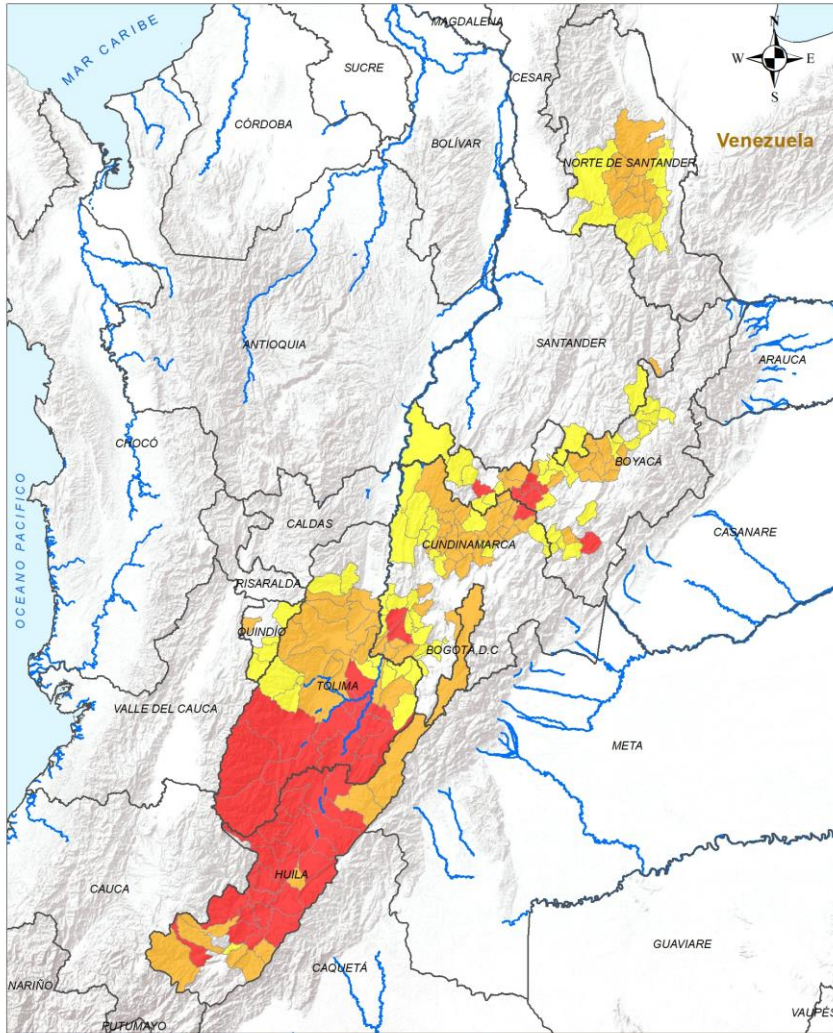 MAGDALENA
MAR CARIBE
SUCRE
CESAR
N
W E
S
CÓRDOBA
BOLÍVAR
Venezuela
NORTE DE SANTANDER
ANTIOQUIA
SANTANDER
ARAUCA
CHOCÓ
BOYACÁ
OCEANO PACIFICO
CALDAS
CUNDINAMARCA
CASANARE
RISARALDA
QUINDÍO
BOGOTÁ, D.C
TOLIMA
VALLE DEL CAUCA
META
HUILA
CAUCA
GUAVIARE
CAQUETÁ
NARIÑO
PUTUMAYO
VAUPÉS